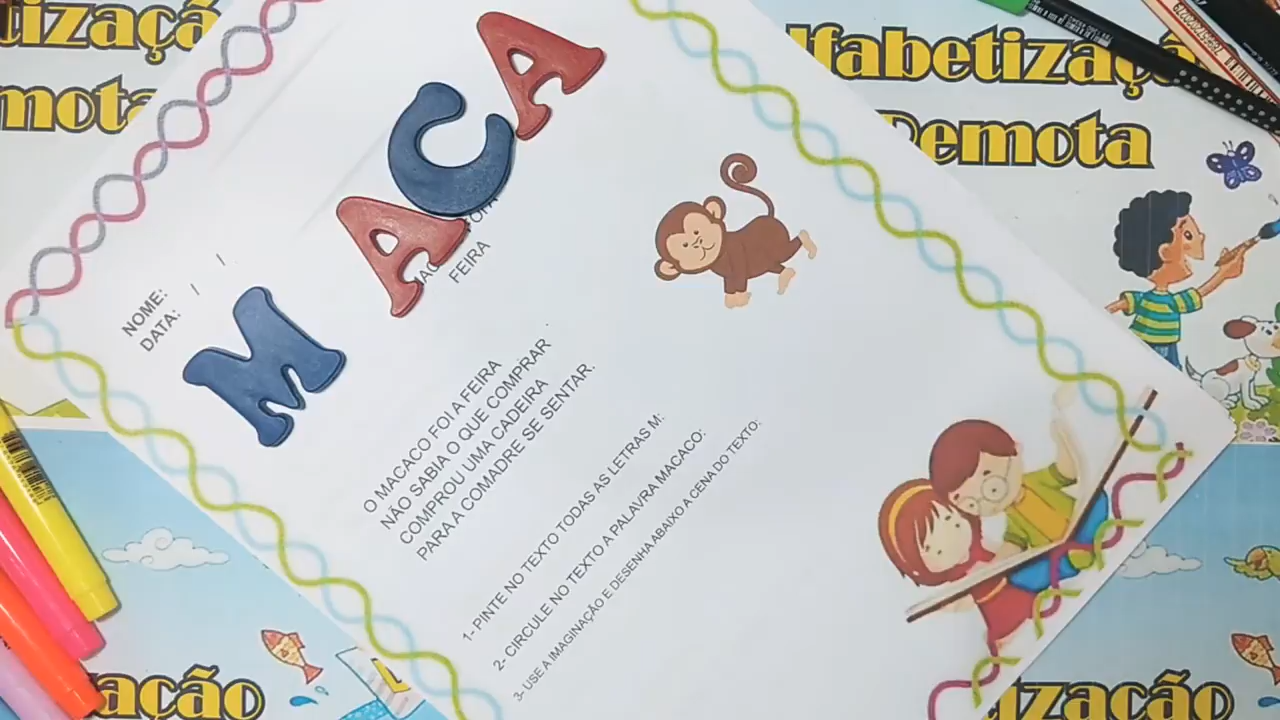 MACA
NOME:
DATA: / /
FEIRA
O MACACO FOI A FEIRA
NÃO SABIA O QUE COMPRAR
COMPROU UMA CADEIRA
PARA A COMADRE SE SENTAR.
1- PINTE NO TEXTO TODAS AS LETRAS M:
2- CIRCULE NO TEXTO A PALAVRA MACACO:
3- USE A IMAGINAÇÃO E DESENHA ABAIXO A CENA DO TEXTO:
tizaçã
mota
lfabetização
Remota
ação
ização